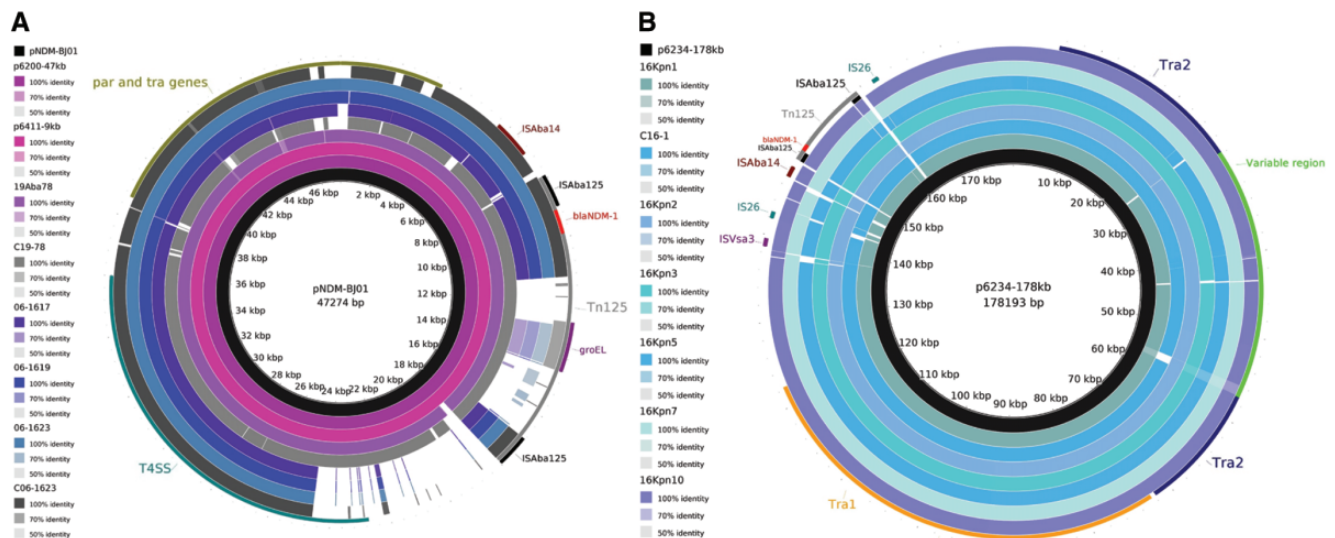 A
pNDM-BJ01
p6200-47kb
100% identity
70% identity
50% identity
p6411-9kb
100% identity
70% identity
50% identity
19Aba78
100% identity
70% identity
50% identity
C19-78
100% identity
70% identity
50% identity
06-1617
100% identity
70% identity
50% identity
06-1619
100% identity
70% identity
50% identity
06-1623
100% identity
70% identity
50% identity
C06-1623
100% identity
70% identity
50% identity
par and tra genes
ISAba14
ISAba125
blaNDM-1
Tn125
groEL
ISAba125
T4SS
2 kbp
4 kbp
6 kbp
8 kbp
10 kbp
12 kbp
14 kbp
16 kbp
18 kbp
20 kbp
22 kbp
24 kbp
26 kbp
28 kbp
30 kbp
32 kbp
34 kbp
36 kbp
38 kbp
40 kbp
42 kbp
44 kbp
46 kbp
pNDM-BJ01
47274 bp
B
p6234-178kb
16Kpn1
100% identity
70% identity
50% identity
C16-1
100% identity
70% identity
50% identity
16Kpn2
100% identity
70% identity
50% identity
16Kpn3
100% identity
70% identity
50% identity
16Kpn5
100% identity
70% identity
50% identity
16Kpn7
100% identity
70% identity
50% identity
16Kpn10
100% identity
70% identity
50% identity
IS26
ISAba125
Tn125
blaNDM-1
ISAba125
ISAba14
IS26
ISVsa3
Tra2
Variable region
Tra2
Tra1
10 kbp
20 kbp
30 kbp
40 kbp
50 kbp
60 kbp
70 kbp
80 kbp
90 kbp
100 kbp
110 kbp
120 kbp
130 kbp
140 kbp
150 kbp
160 kbp
170 kbp
p6234-178kb
178193 bp